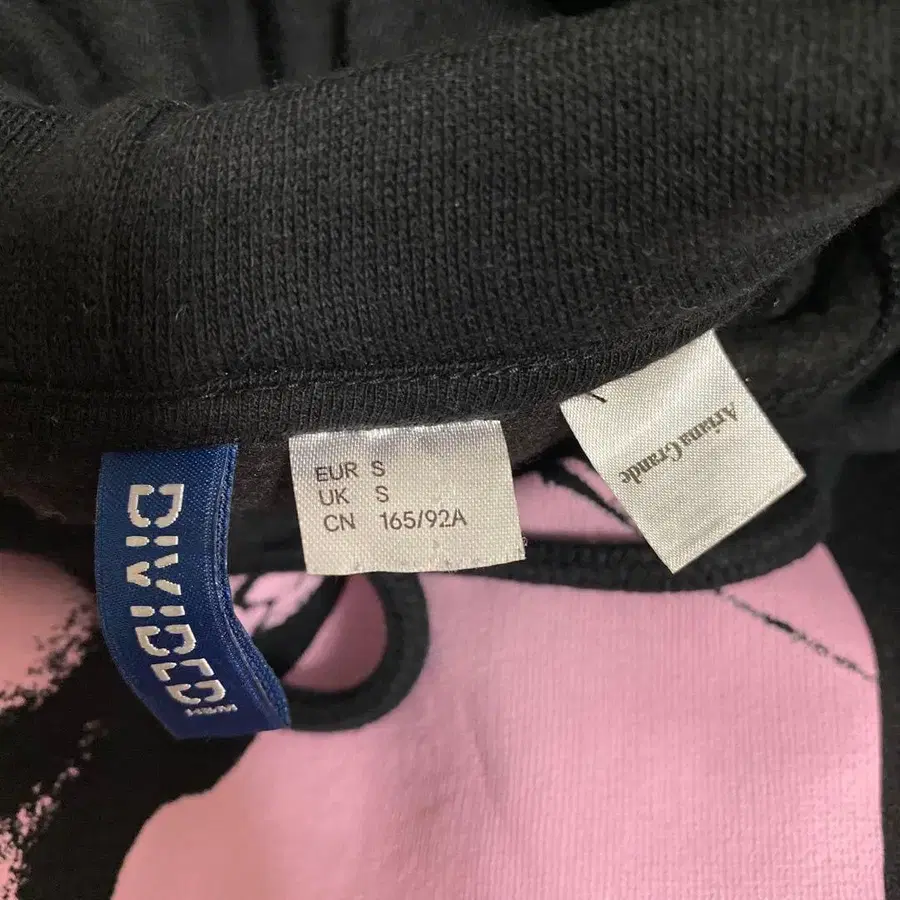 DIVIDED
H&M
EUR S
UK S
CN 165/92A
Ariana Grande